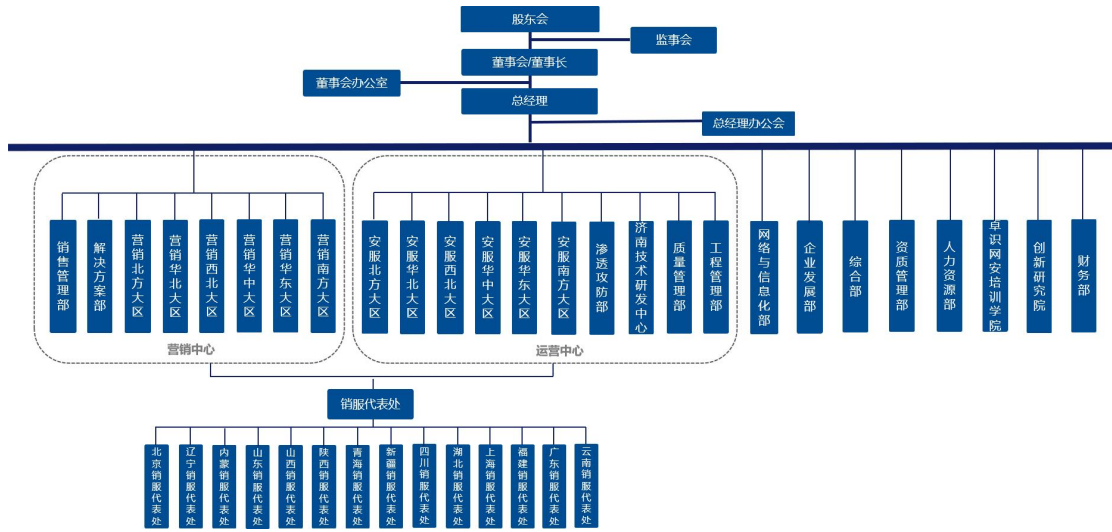 股东会
监事会
董事会/董事长
董事会办公室
总经理
总经理办公会
销售管理部
解决方案部
营销北方大区
营销华北大区
营销西北大区
营销华中大区
营销华东大区
营销南方大区
安服北方大区
安服华北大区
安服西北大区
安服华中大区
安服华东大区
安服南方大区
渗透攻防部
济南技术研发中心
质量管理部
工程管理部
网络与信息化部
企业发展部
综合部
资质管理部
人力资源部
卓识网安培训学院
创新研究院
财务部
营销中心
运营中心
销服代表处
北京销服代表处
辽宁销服代表处
内蒙销服代表处
山东销服代表处
山西销服代表处
陕西销服代表处
青海销服代表处
新疆销服代表处
四川销服代表处
湖北销服代表处
上海销服代表处
福建销服代表处
广东销服代表处
云南销服代表处